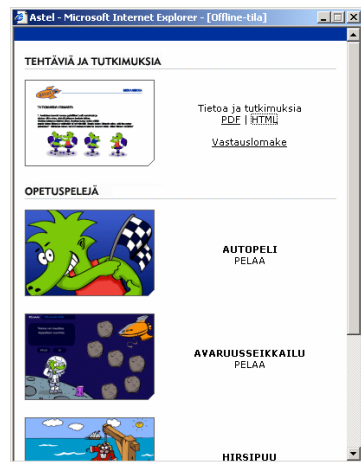 Astel - Microsoft Internet Explorer - [Offline-tila]
TEHTÄVIÄ JA TUTKIMUKSIA
Tietoa ja tutkimuksia
PDF | HTML
Vastauslomake
OPETUSPELEJÄ
AUTOPELI
PELAA
AVARUUSSEIKKAILU
PELAA
HIRSIPUU